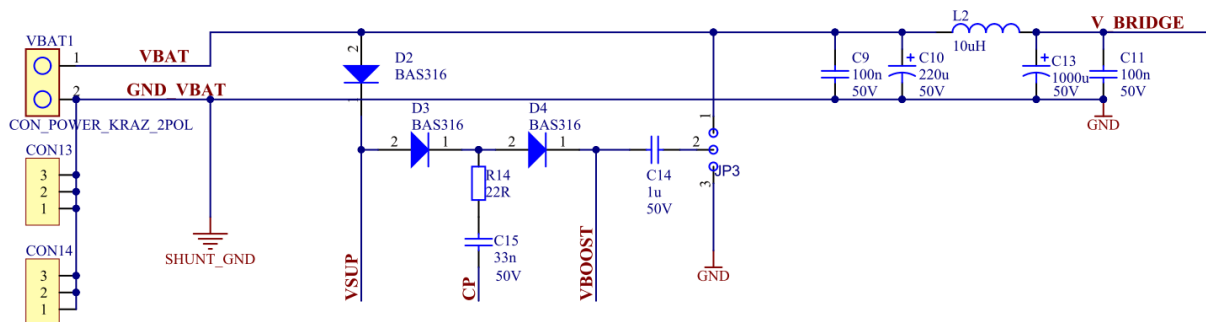 L2
V_BRIDGE
10uH
VBAT1
1
VBAT
2
GND_VBAT
CON_POWER_KRAZ_2POL
2
D2
BAS316
C9
100n
50V
C10
220u
50V
C13
1000u
50V
C11
100n
50V
GND
D3
BAS316
D4
BAS316
2
1
2
1
1
2
3
JP3
C14
1u
50V
R14
22R
C15
33n
50V
CON13
3
2
1
CON14
3
2
1
SHUNT_GND
VSUP
CP
VBOOST
GND